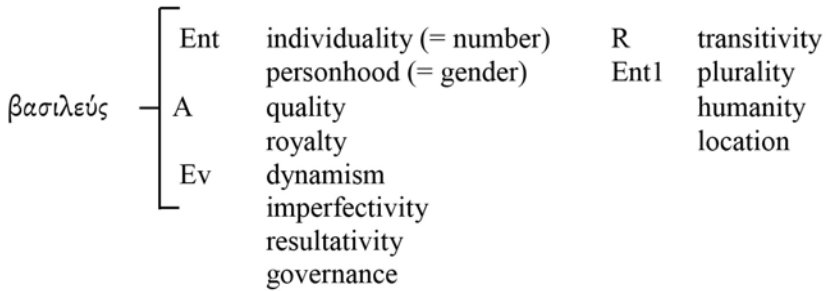 Ent individuality (= number) R transitivity
personhood (= gender) Ent1 plurality
βασιλεύς A quality humanity
royalty location
Ev dynamism
imperfectivity
resultativity
governance